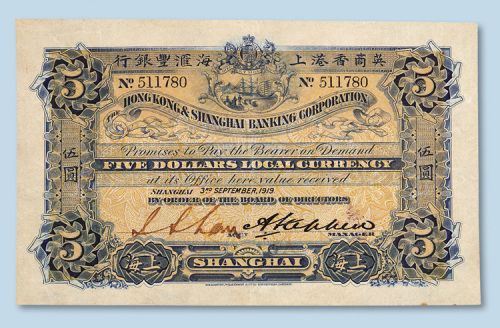 行銀豐滙海上港香商英
5 5
No. 511780 No. 511780
HONG KONG & SHANGHAI BANKING CORPORATION
Promises to Pay the Bearer on Demand
伍圓 伍圓
FIVE DOLLARS LOCAL CURRENCY
at its Office here, value received.
SHANGHAI 3RD SEPTEMBER, 1919
BY ORDER OF THE BOARD OF DIRECTORS
MANAGER
5 5
海上 SHANGHAI 海上